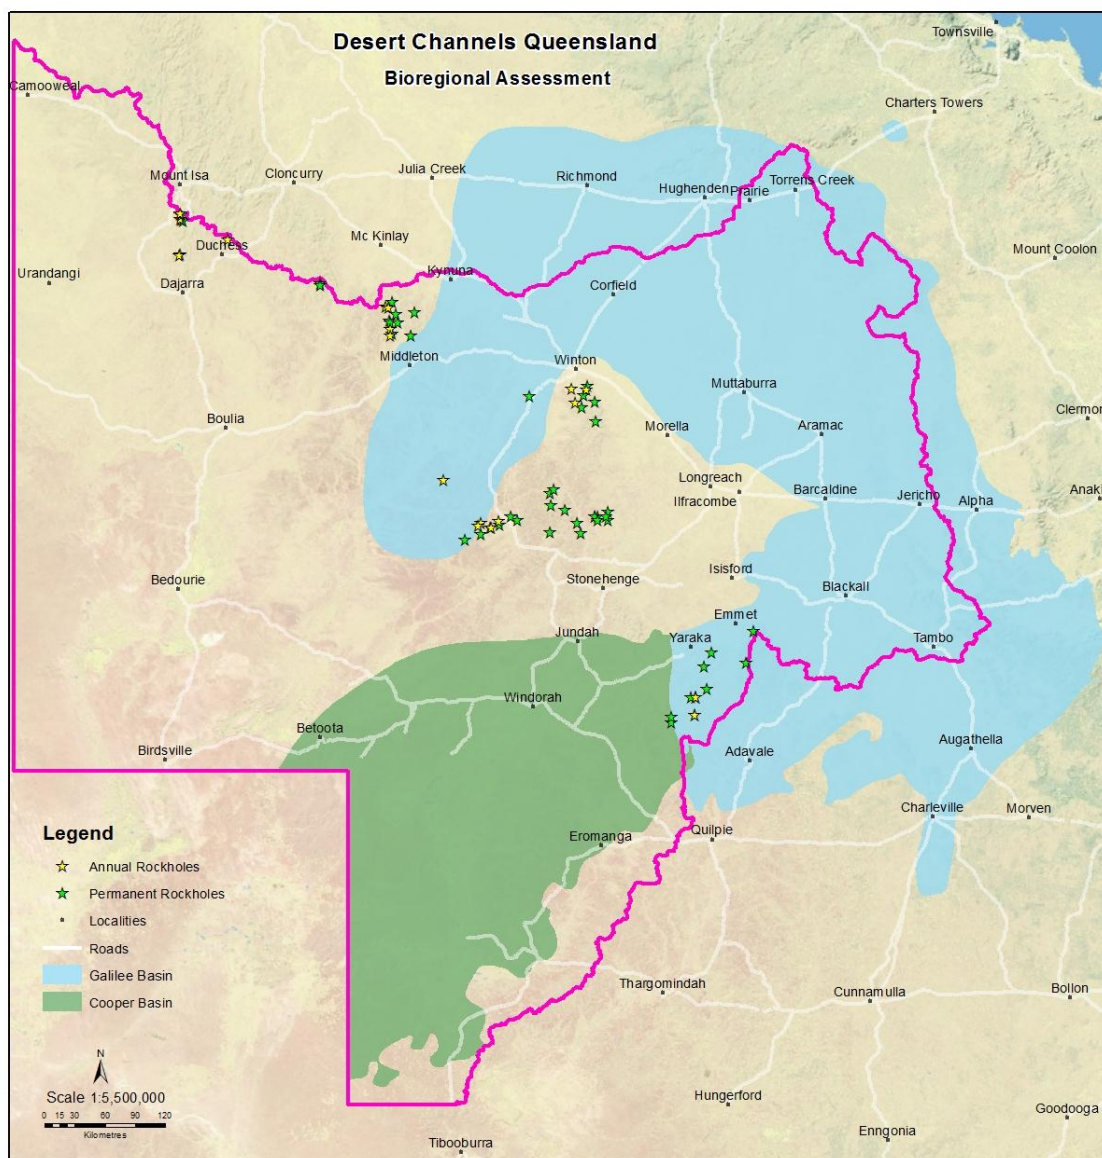 Desert Channels Queensland
Bioregional Assessment
Townsville
Camooweal
Charters Towers
Mount Isa
Cloncurry
Julia Creek
Richmond
Hughenden
Prairie
Torrens Creek
Duchess
Mc Kinlay
Mount Coolon
Urandangi
Dajarra
Kynuna
Corfield
Middleton
Winton
Muttaburra
Clermon
Boulia
Morella
Aramac
Longreach
Ilfracombe
Barcaldine
Jericho
Alpha
Anaki
Bedourie
Stonehenge
Isisford
Blackall
Emmet
Jundah
Yaraka
Tambo
Windorah
Betoota
Birdsville
Adavale
Augathella
Charleville
Morven
Eromanga
Quilpie
Legend
Annual Rockholes
Permanent Rockholes
Localities
Roads
Galilee Basin
Cooper Basin
Thargomindah
Cunnamulla
Bollon
N
Scale 1:5,500,000
0 15 30 60 90 120
Kilometres
Hungerford
Goodooga
Enngonia
Tibooburra